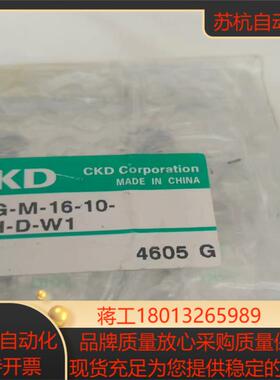 苏杭自动
KD
CKD Corporation
MADE IN CHINA
G-M-16-10-
-D-W1
4605 G
蒋工18013265989
自动化 品牌质量放心采购质量保
开票 现货充足为您提供稳定的